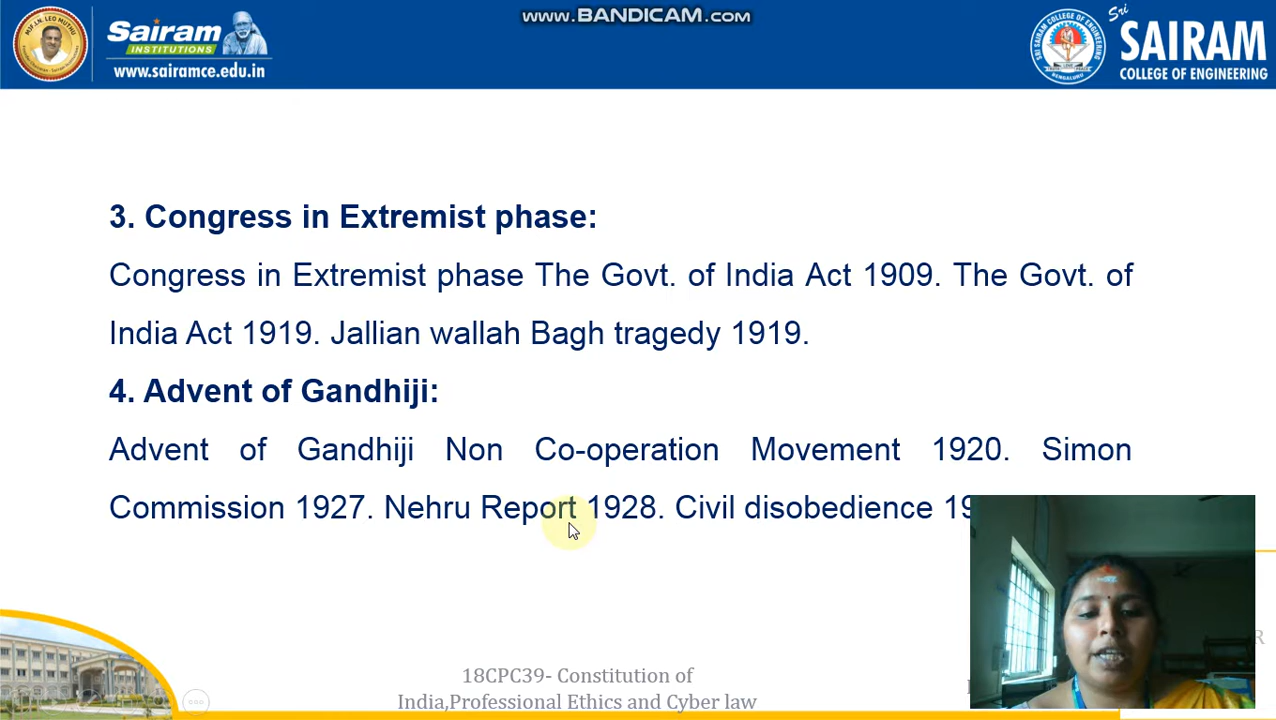 www.BANDICAM.com
Sairam
INSTITUTIONS
www.sairamce.edu.in
Sri
SAIRAM
COLLEGE OF ENGINEERING
3. Congress in Extremist phase:
Congress in Extremist phase The Govt. of India Act 1909. The Govt. of
India Act 1919. Jallian wallah Bagh tragedy 1919.
4. Advent of Gandhiji:
Advent of Gandhiji Non Co-operation Movement 1920. Simon
Commission 1927. Nehru Report 1928. Civil disobedience
18CPC39- Constitution of
India,Professional Ethics and Cyber law